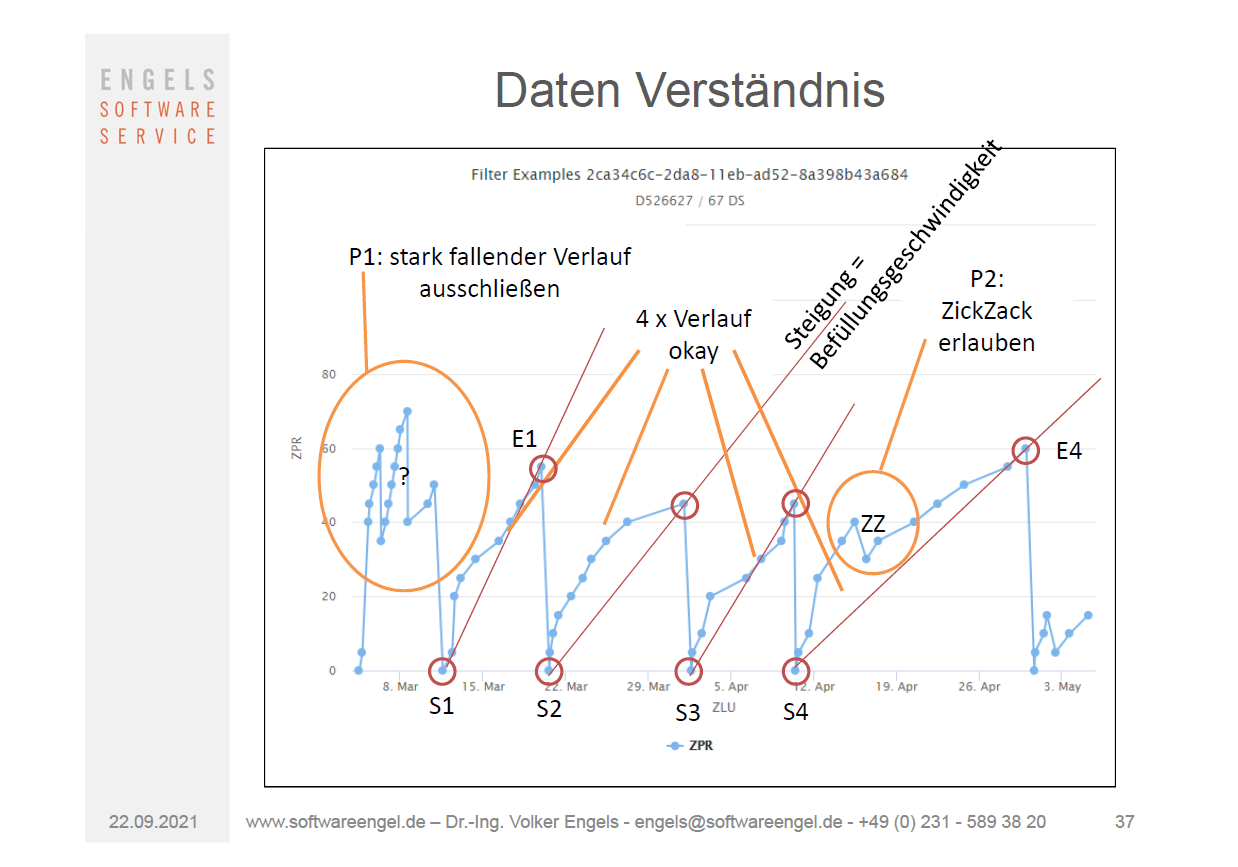 ENGELS
SOFTWARE
SERVICE
Daten Verständnis
Filter Examples 2ca34c6c-2da8-11eb-ad52-8a398b43a684
D526627 / 67 DS
P1: stark fallender Verlauf
ausschließen
4 x Verlauf
okay
Steigung =
Befüllungsgeschwindigkeit
P2:
ZickZack
erlauben
80
60
40
20
0
ZPR
?
E1
ZZ
E4
8. Mar
15. Mar
22. Mar
29. Mar
5. Apr
12. Apr
19. Apr
26. Apr
3. May
S1
S2
S3
ZLU
S4
ZPR
22.09.2021
www.softwareengel.de – Dr.-Ing. Volker Engels - engels@softwareengel.de - +49 (0) 231 - 589 38 20
37